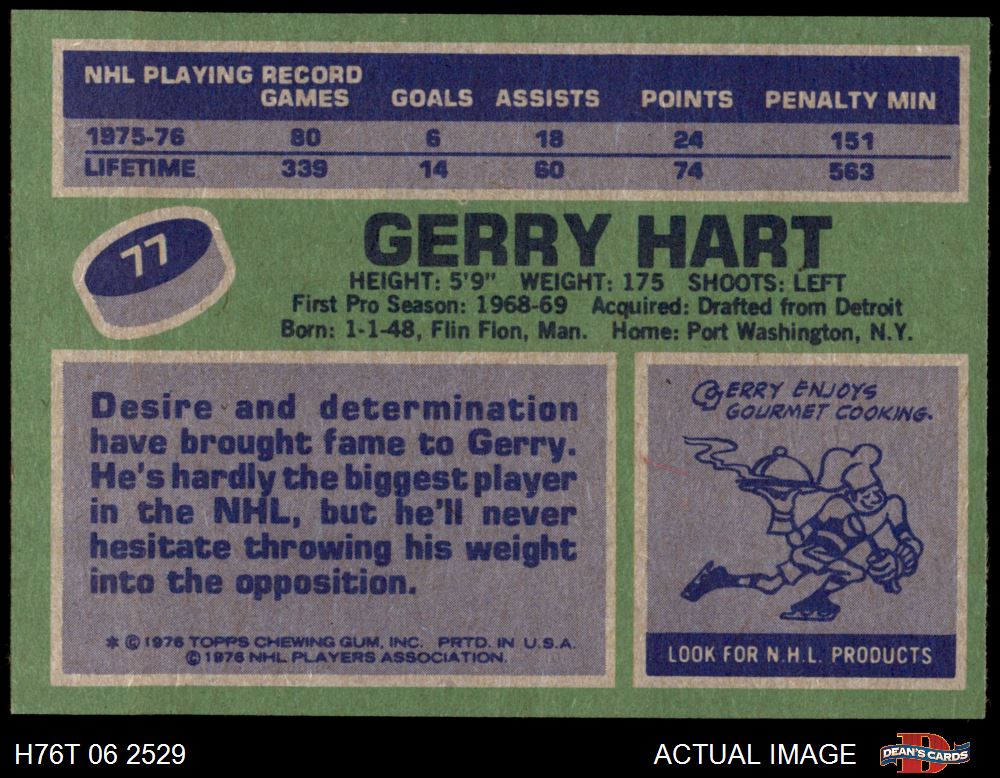 NHL PLAYING RECORD
GAMES GOALS ASSISTS POINTS PENALTY MIN
1975-76 80 6 18 24 151
LIFETIME 339 14 60 74 563
77
GERRY HART
HEIGHT: 5'9" WEIGHT: 175 SHOOTS: LEFT
First Pro Season: 1968-69 Acquired: Drafted from Detroit
Born: 1-1-48, Flin Flon, Man. Home: Port Washington, N.Y.
Desire and determination
have brought fame to Gerry.
He's hardly the biggest player
in the NHL, but he'll never
hesitate throwing his weight
into the opposition.
* © 1976 TOPPS CHEWING GUM, INC. PRTD. IN U.S.A.
© 1976 NHL PLAYERS ASSOCIATION.
GERRY ENJOYS
GOURMET COOKING.
LOOK FOR N.H.L. PRODUCTS
H76T 06 2529 ACTUAL IMAGE
D
DEAN'S CARDS